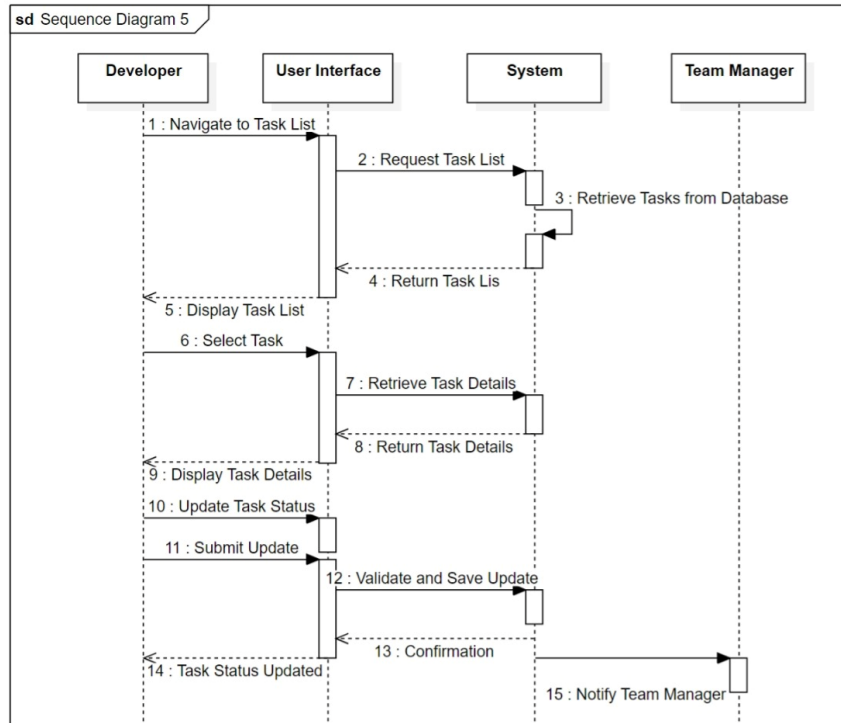 sd Sequence Diagram 5
Developer
User Interface
System
Team Manager
1 : Navigate to Task List
2 : Request Task List
3 : Retrieve Tasks from Database
4 : Return Task Lis
5 : Display Task List
6 : Select Task
7 : Retrieve Task Details
8 : Return Task Details
9 : Display Task Details
10 : Update Task Status
11 : Submit Update
12 : Validate and Save Update
13 : Confirmation
14 : Task Status Updated
15 : Notify Team Manager